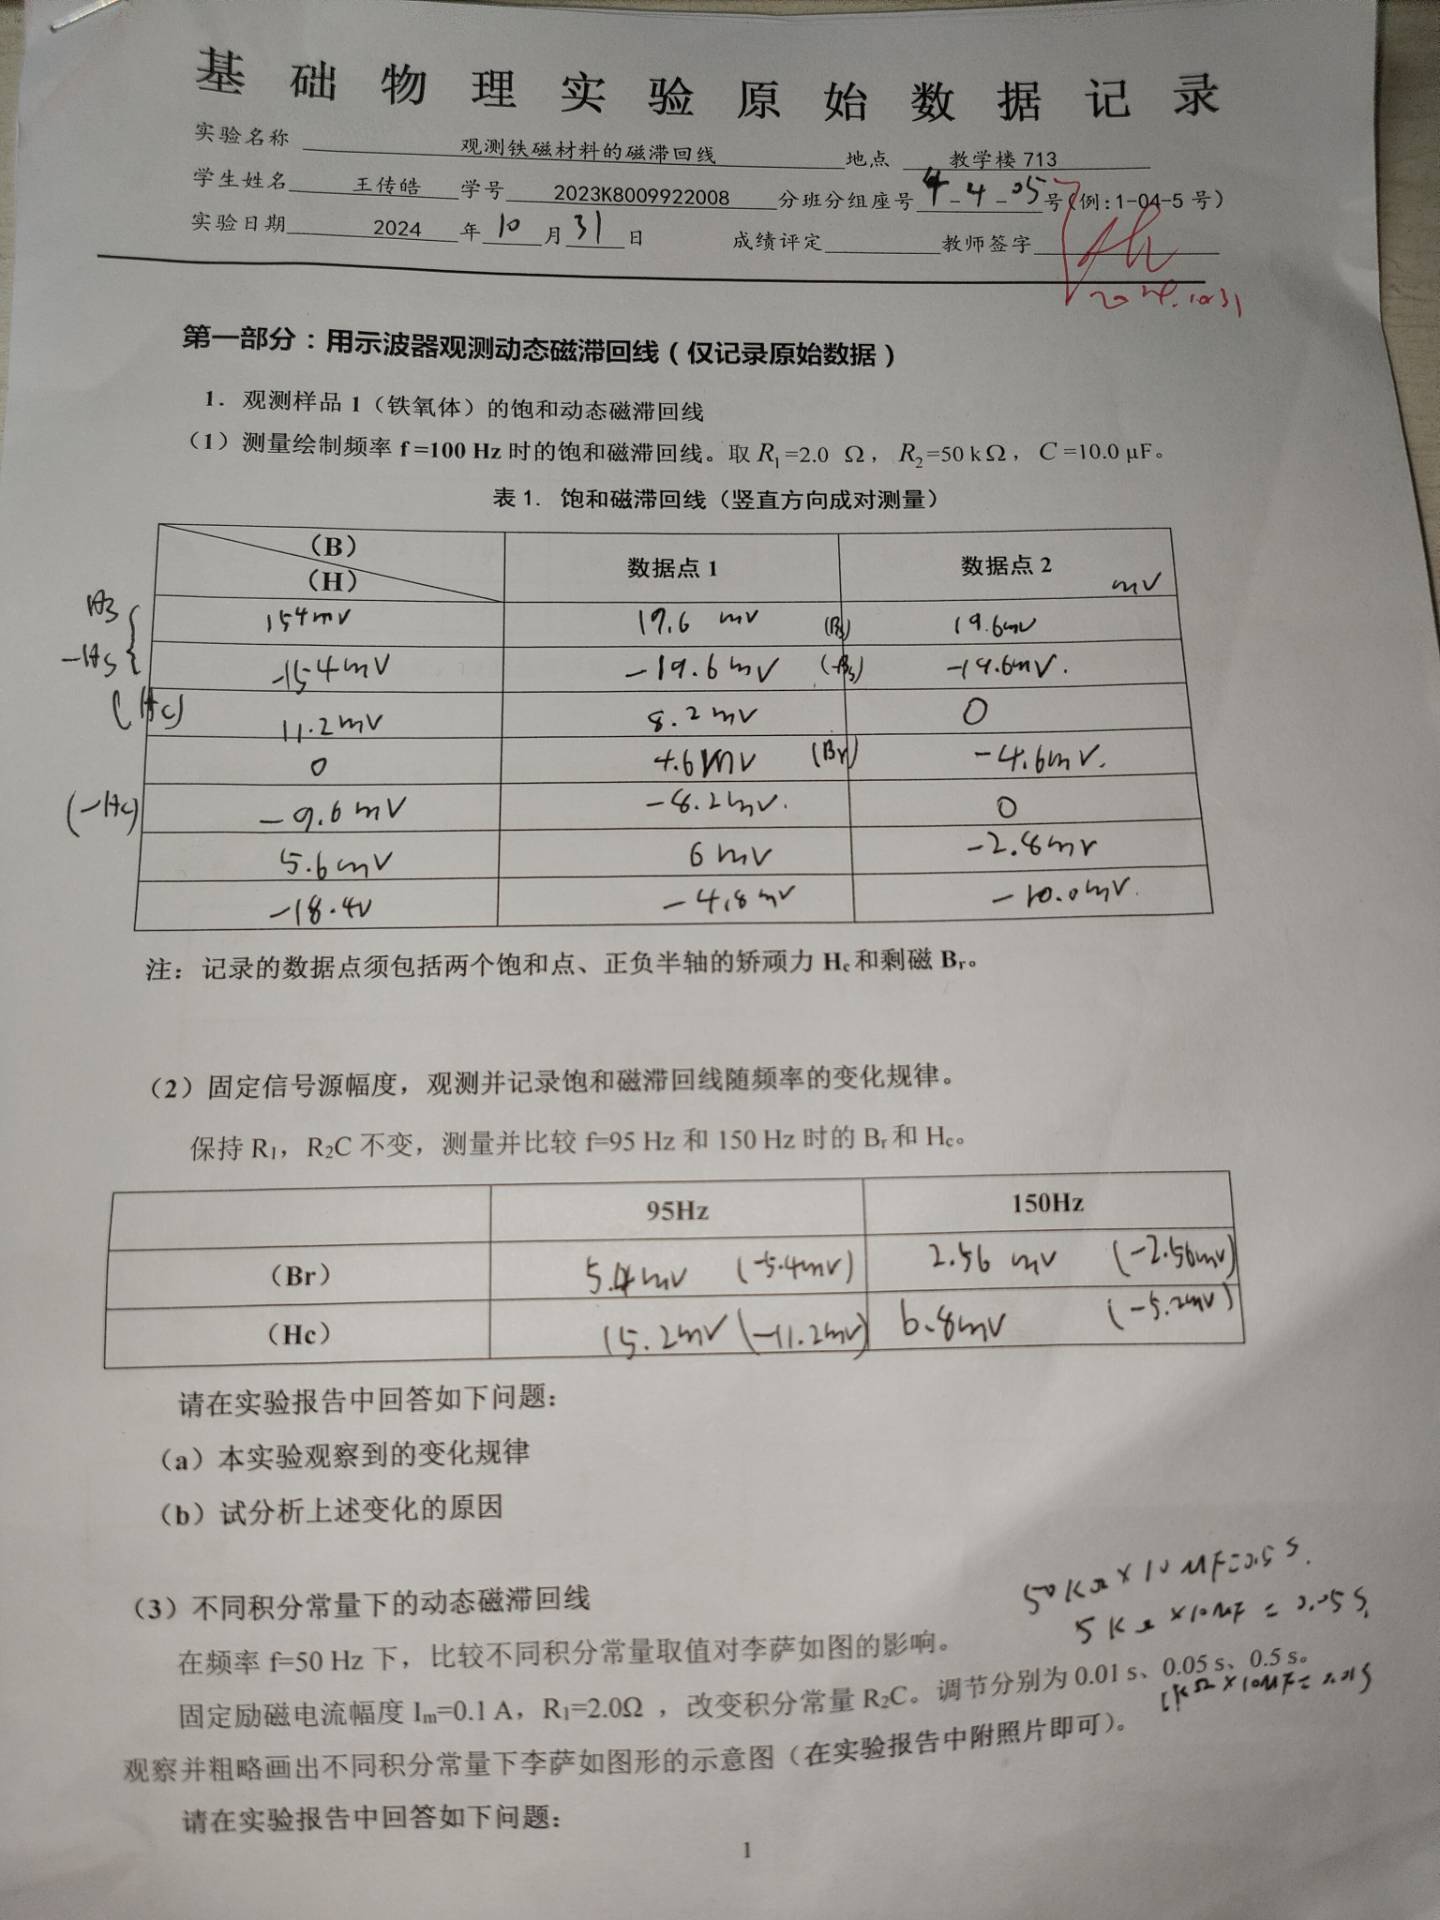 基础物理实验原始数据记录
实验名称 观测铁磁材料的磁滞回线 地点 教学楼 713
学生姓名 王传皓 学号 2023K8009922008 分班分组座号 4-4-05 号(例:1-04-5 号)
实验日期 2024 年 10 月 31 日 成绩评定 教师签字
2024.10.31
第一部分：用示波器观测动态磁滞回线（仅记录原始数据）
1. 观测样品 1（铁氧体）的饱和动态磁滞回线
（1）测量绘制频率 f =100 Hz 时的饱和磁滞回线。取 R₁=2.0 Ω， R₂=50 kΩ， C =10.0 μF。
表 1. 饱和磁滞回线（竖直方向成对测量）
（B） 数据点 1 数据点 2 mV
（H）
Hs 154mV 19.6 mV (Bs) 19.6mV
-Hs -154mV -19.6mV (-Bs) -19.6mV.
(Hc) 11.2mV 8.2mV 0
0 4.6mV (Br) -4.6mV.
(-Hc) -9.6mV -8.2mV. 0
5.6mV 6mV -2.8mV
-18.4V -4.8mV -10.0mV.
注：记录的数据点须包括两个饱和点、正负半轴的矫顽力 Hc 和剩磁 Br。
（2）固定信号源幅度，观测并记录饱和磁滞回线随频率的变化规律。
保持 R₁，R₂C 不变，测量并比较 f=95 Hz 和 150 Hz 时的 Br 和 Hc。
95Hz 150Hz
（Br） 5.4mV (-5.4mV) 2.56 mV (-2.56mV)
（Hc） 15.2mV (-11.2mV) 6.8mV (-5.2mV)
请在实验报告中回答如下问题：
（a）本实验观察到的变化规律
（b）试分析上述变化的原因
50KΩ×10μF=0.5S.
5KΩ×10μF=0.05S.
（3）不同积分常量下的动态磁滞回线
在频率 f=50 Hz 下，比较不同积分常量取值对李萨如图的影响。
固定励磁电流幅度 Im=0.1 A，R₁=2.0Ω ，改变积分常量 R₂C。调节分别为 0.01 s、0.05 s、0.5 s。
1KΩ×10μF=0.01S
观察并粗略画出不同积分常量下李萨如图形的示意图（在实验报告中附照片即可）。
请在实验报告中回答如下问题：
1